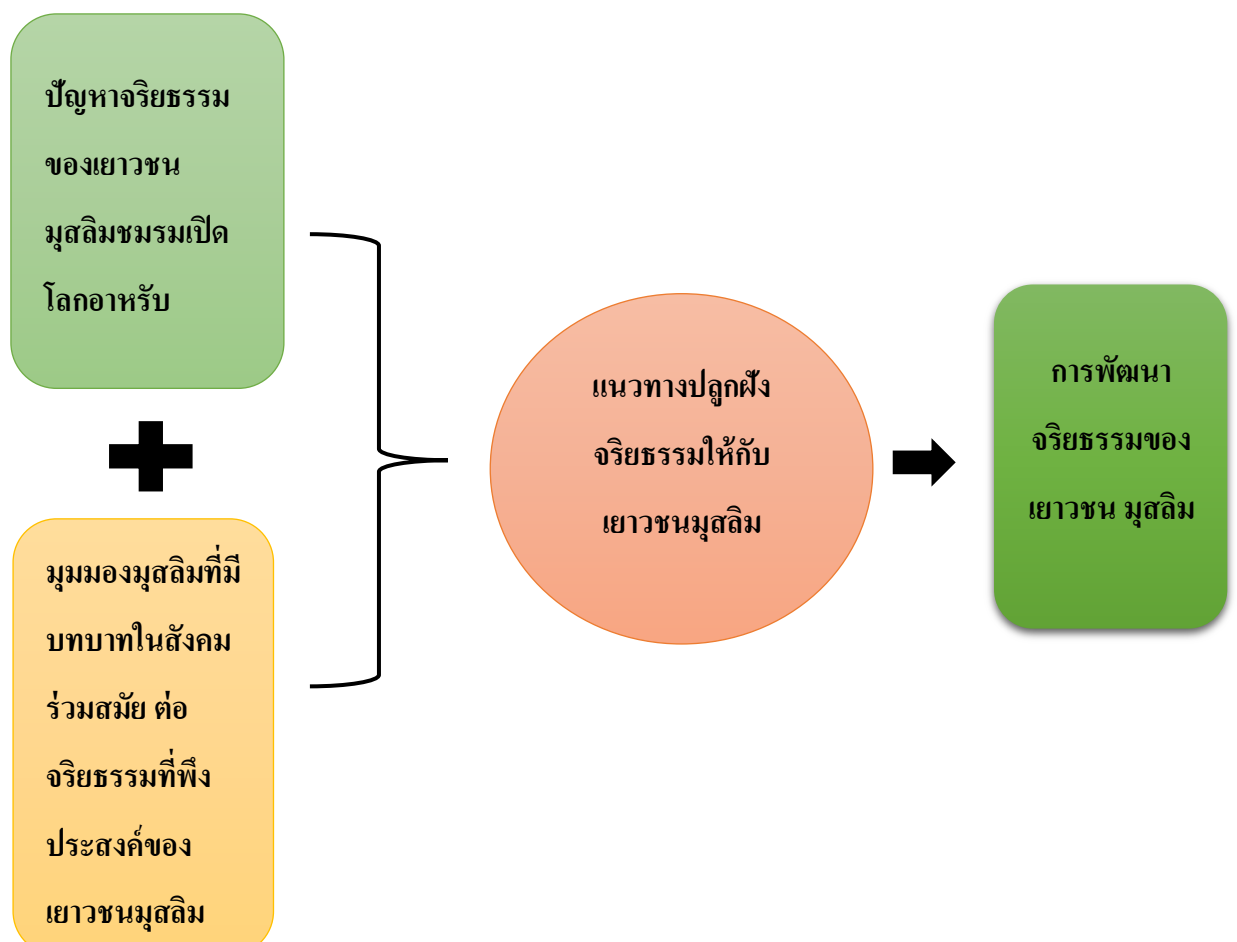 ปัญหาจริยธรรม
ของเยาวชน
มุสลิมชมรมเปิด
โลกอาหรับ
มุมมองมุสลิมที่มี
บทบาทในสังคม
ร่วมสมัย ต่อ
จริยธรรมที่พึง
ประสงค์ของ
เยาวชนมุสลิม
แนวทางปลูกฝัง
จริยธรรมให้กับ
เยาวชนมุสลิม
การพัฒนา
จริยธรรมของ
เยาวชน มุสลิม